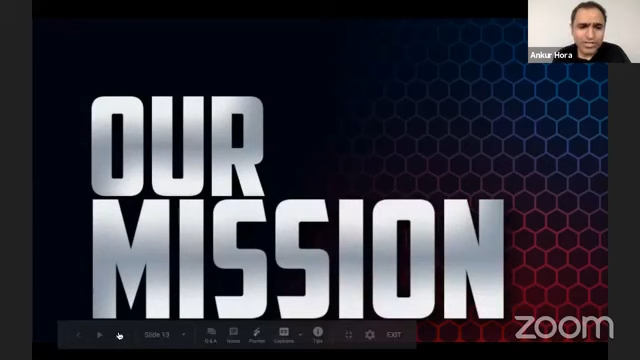 Ankur Hora
OUR
MISSION
Slide 13
Q & A
Notes
Pointer
Captions
Tips
EXIT
zoom